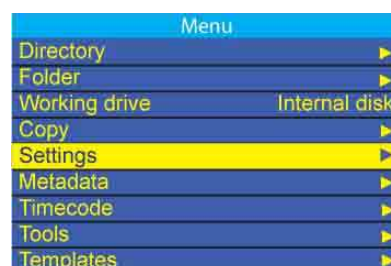 Menu
Directory
Folder
Working drive Internal disk
Copy
Settings
Metadata
Timecode
Tools
Templates